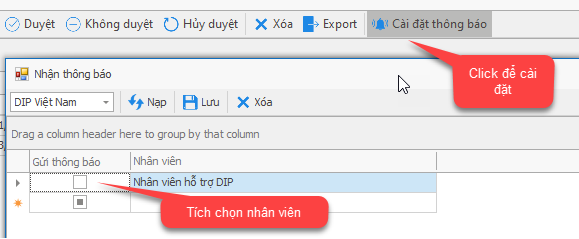 Duyệt
Không duyệt
Hủy duyệt
Xóa
Export
Cài đặt thông báo
Click để cài
đặt
Nhận thông báo
DIP Việt Nam
Nạp
Lưu
Xóa
Drag a column header here to group by that column
Gửi thông báo
Nhân viên
Nhân viên hỗ trợ DIP
Tích chọn nhân viên